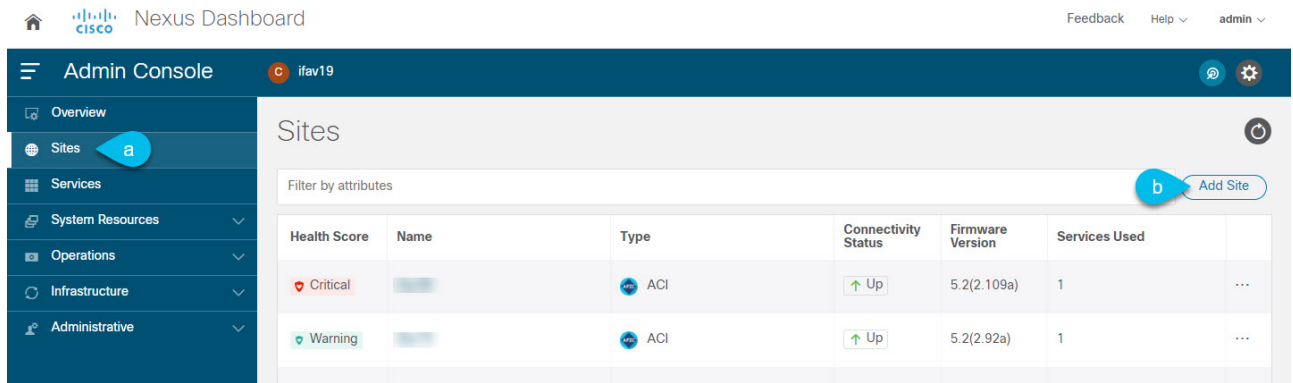 CISCO Nexus Dashboard Feedback Help admin
Admin Console C ifav19
Overview
Sites a
Services
System Resources
Operations
Infrastructure
Administrative
Sites
Filter by attributes b Add Site
Health Score Name Type Connectivity Status Firmware Version Services Used
Critical ACI Up 5.2(2.109a) 1 ...
Warning ACI Up 5.2(2.92a) 1 ...